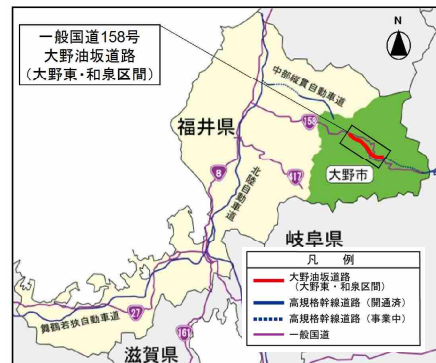 一般国道158号
大野油坂道路
(大野東・和泉区間)
N
中部縦貫自動車道
158
福井県
8
北陸自動車道
417
大野市
岐阜県
凡 例
大野油坂道路
(大野東・和泉区間)
高規格幹線道路(開通済)
高規格幹線道路(事業中)
一般国道
27
舞鶴若狭自動車道
161
滋賀県